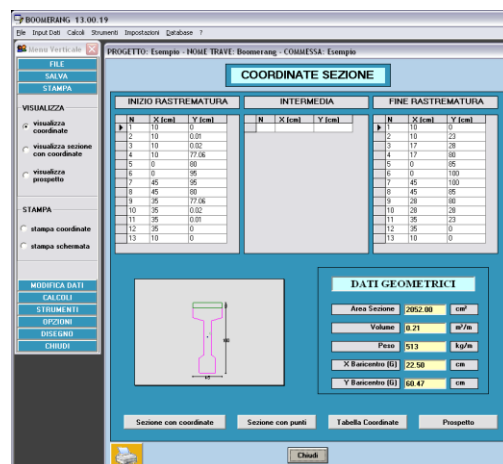 BOOMERANG 13.00.19
File Input Dati Calcoli Strumenti Impostazioni Database ?
Menu Verticale
PROGETTO: Esempio - NOME TRAVE: Boomerang - COMMESSA: Esempio
FILE
SALVA
STAMPA
VISUALIZZA
visualizza coordinate
visualizza sezione con coordinate
visualizza prospetto
STAMPA
stampa coordinate
stampa schermata
MODIFICA DATI
CALCOLI
STRUMENTI
OPZIONI
DISEGNO
CHIUDI
COORDINATE SEZIONE
INIZIO RASTREMATURA
N X [cm] Y [cm]
1 10 0
2 10 0.01
3 10 0.02
4 10 77.06
5 0 80
6 0 95
7 45 95
8 45 80
9 35 77.06
10 35 0.02
11 35 0.01
12 35 0
13 10 0
INTERMEDIA
N X [cm] Y [cm]
FINE RASTREMATURA
N X [cm] Y [cm]
1 10 0
2 10 23
3 17 28
4 17 80
5 0 85
6 0 100
7 45 100
8 45 85
9 28 80
10 28 28
11 35 23
12 35 0
13 10 0
DATI GEOMETRICI
Area Sezione 2052.00 cm²
Volume 0.21 m³/m
Peso 513 kg/m
X Baricentro [G] 22.50 cm
Y Baricentro [G] 60.47 cm
Sezione con coordinate
Sezione con punti
Tabella Coordinate
Prospetto
Chiudi